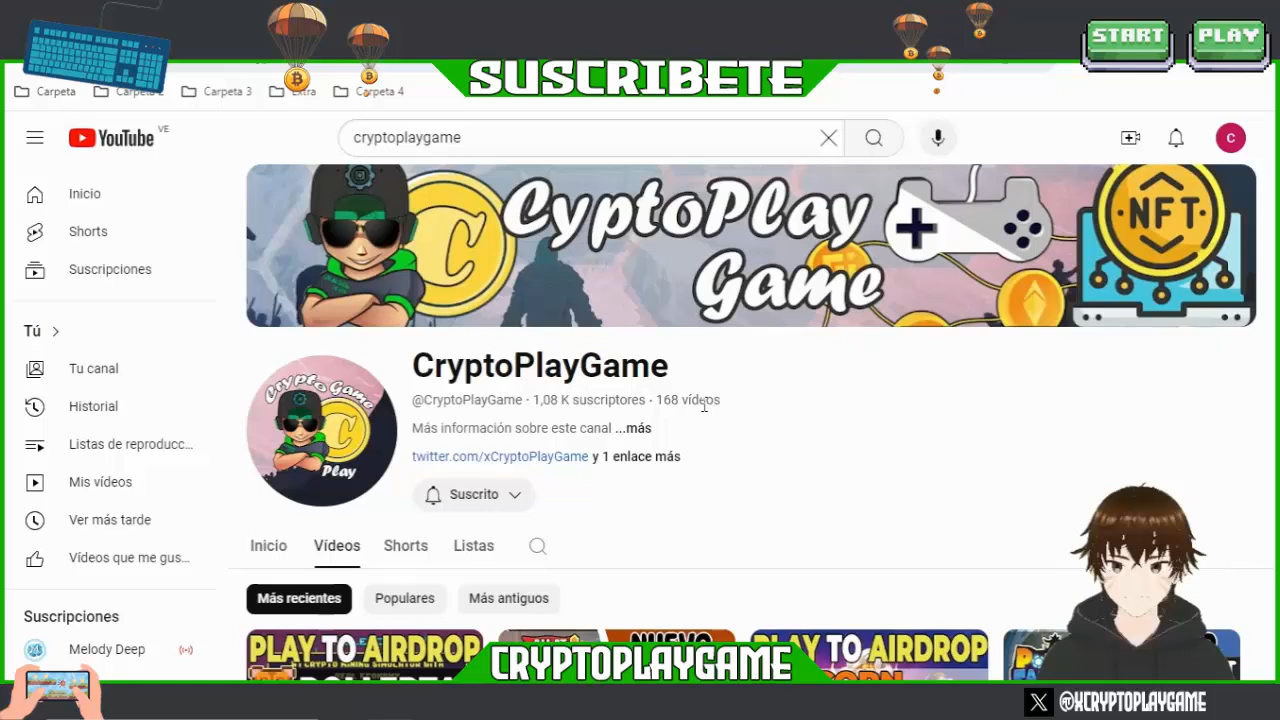 START
PLAY
SUSCRIBETE
Carpeta
Carpeta 2
Carpeta 3
Extra
Carpeta 4
YouTube VE
cryptoplaygame
C
Inicio
Shorts
Suscripciones
Tú
Tu canal
Historial
Listas de reproducc...
Mis vídeos
Ver más tarde
Vídeos que me gus...
Suscripciones
Melody Deep
C
CyptoPlay
Game
NFT
Crypto Game
C
Play
CryptoPlayGame
@CryptoPlayGame · 1,08 K suscriptores · 168 vídeos
Más información sobre este canal ...más
twitter.com/xCryptoPlayGame y 1 enlace más
Suscrito
Inicio
Vídeos
Shorts
Listas
Más recientes
Populares
Más antiguos
PLAY TO AIRDROP
NUEVO
PLAY TO AIRDROP
CRYPTOPLAYGAME
X @XCRYPTOPLAYGAME